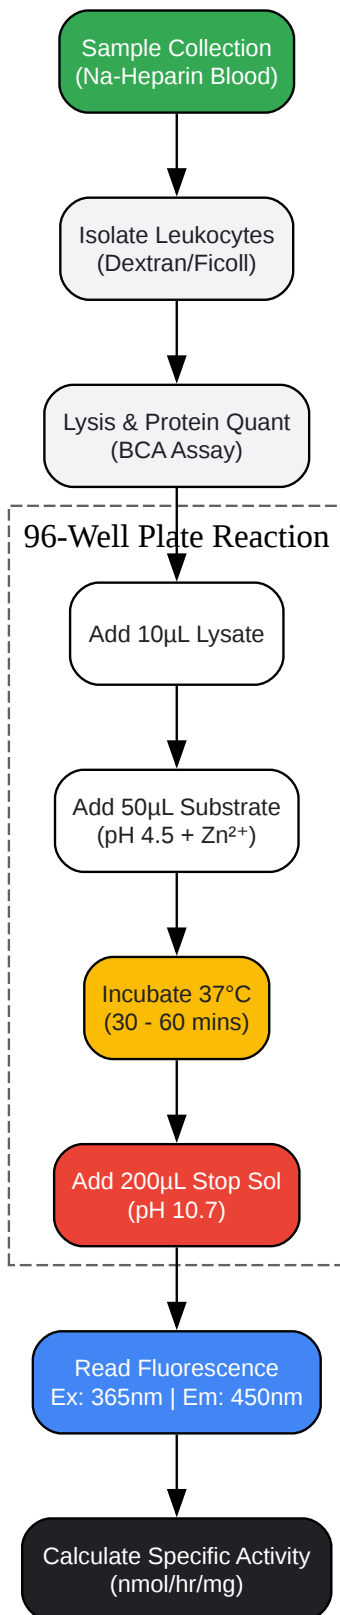 Sample Collection
(Na-Heparin Blood)
Isolate Leukocytes
(Dextran/Ficoll)
Lysis & Protein Quant
(BCA Assay)
96-Well Plate Reaction
Add 10µL Lysate
Add 50µL Substrate
(pH 4.5 + Zn²⁺)
Incubate 37°C
(30 - 60 mins)
Add 200µL Stop Sol
(pH 10.7)
Read Fluorescence
Ex: 365nm | Em: 450nm
Calculate Specific Activity
(nmol/hr/mg)